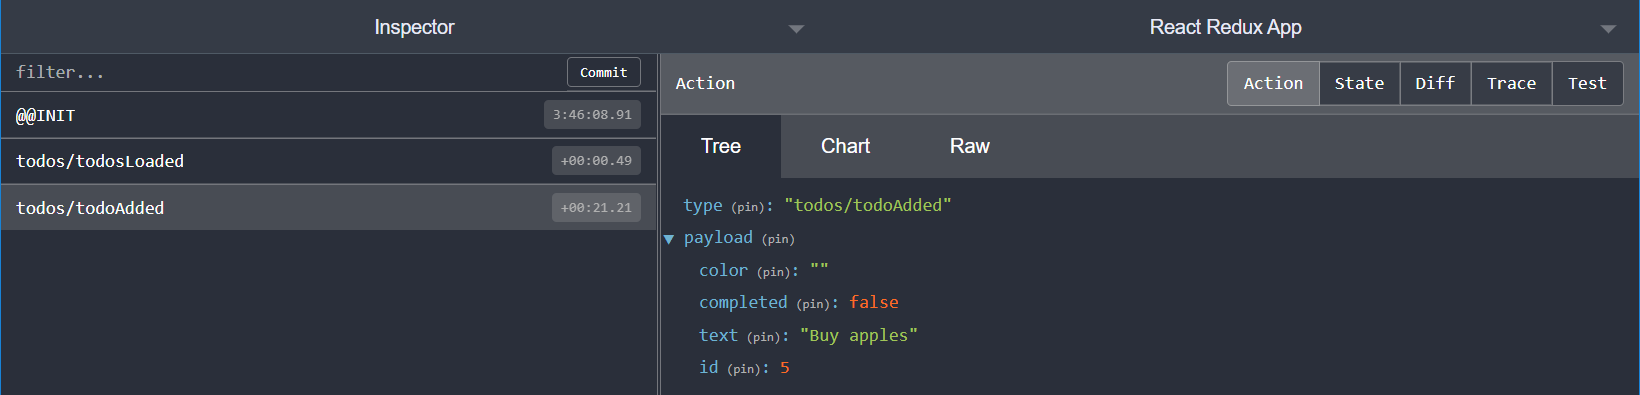 Inspector
React Redux App
filter...
Commit
@@INIT
3:46:08.91
todos/todosLoaded
+00:00.49
todos/todoAdded
+00:21.21
Action
Action State Diff Trace Test
Tree Chart Raw
type (pin): "todos/todoAdded"
payload (pin)
color (pin): ""
completed (pin): false
text (pin): "Buy apples"
id (pin): 5